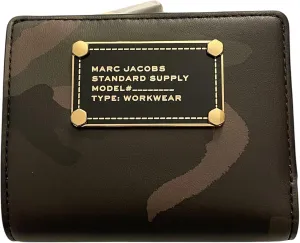 MARC JACOBS
STANDARD SUPPLY
MODEL#________
TYPE: WORKWEAR